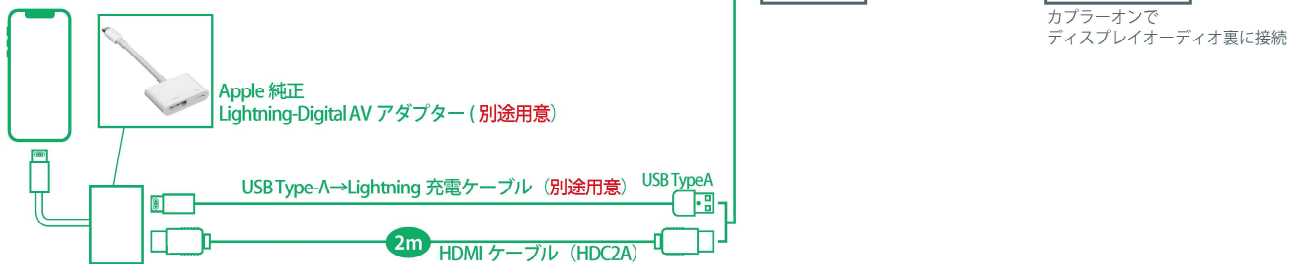 カプラーオンで
ディスプレイオーディオ裏に接続
Apple 純正
Lightning-Digital AV アダプター ( 別途用意)
USB Type-A→Lightning 充電ケーブル（別途用意）
USB TypeA
2m
HDMI ケーブル（HDC2A）